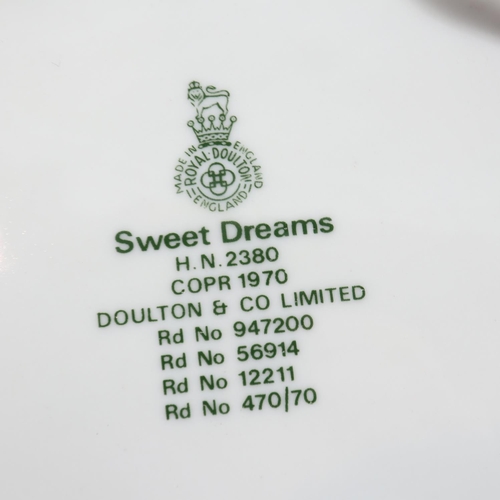 MADE IN ENGLAND
ROYAL·DOULTON
ENGLAND
Sweet Dreams
H.N.2380
COPR 1970
DOULTON & CO LIMITED
Rd No 947200
Rd No 56914
Rd No 12211
Rd No 470/70